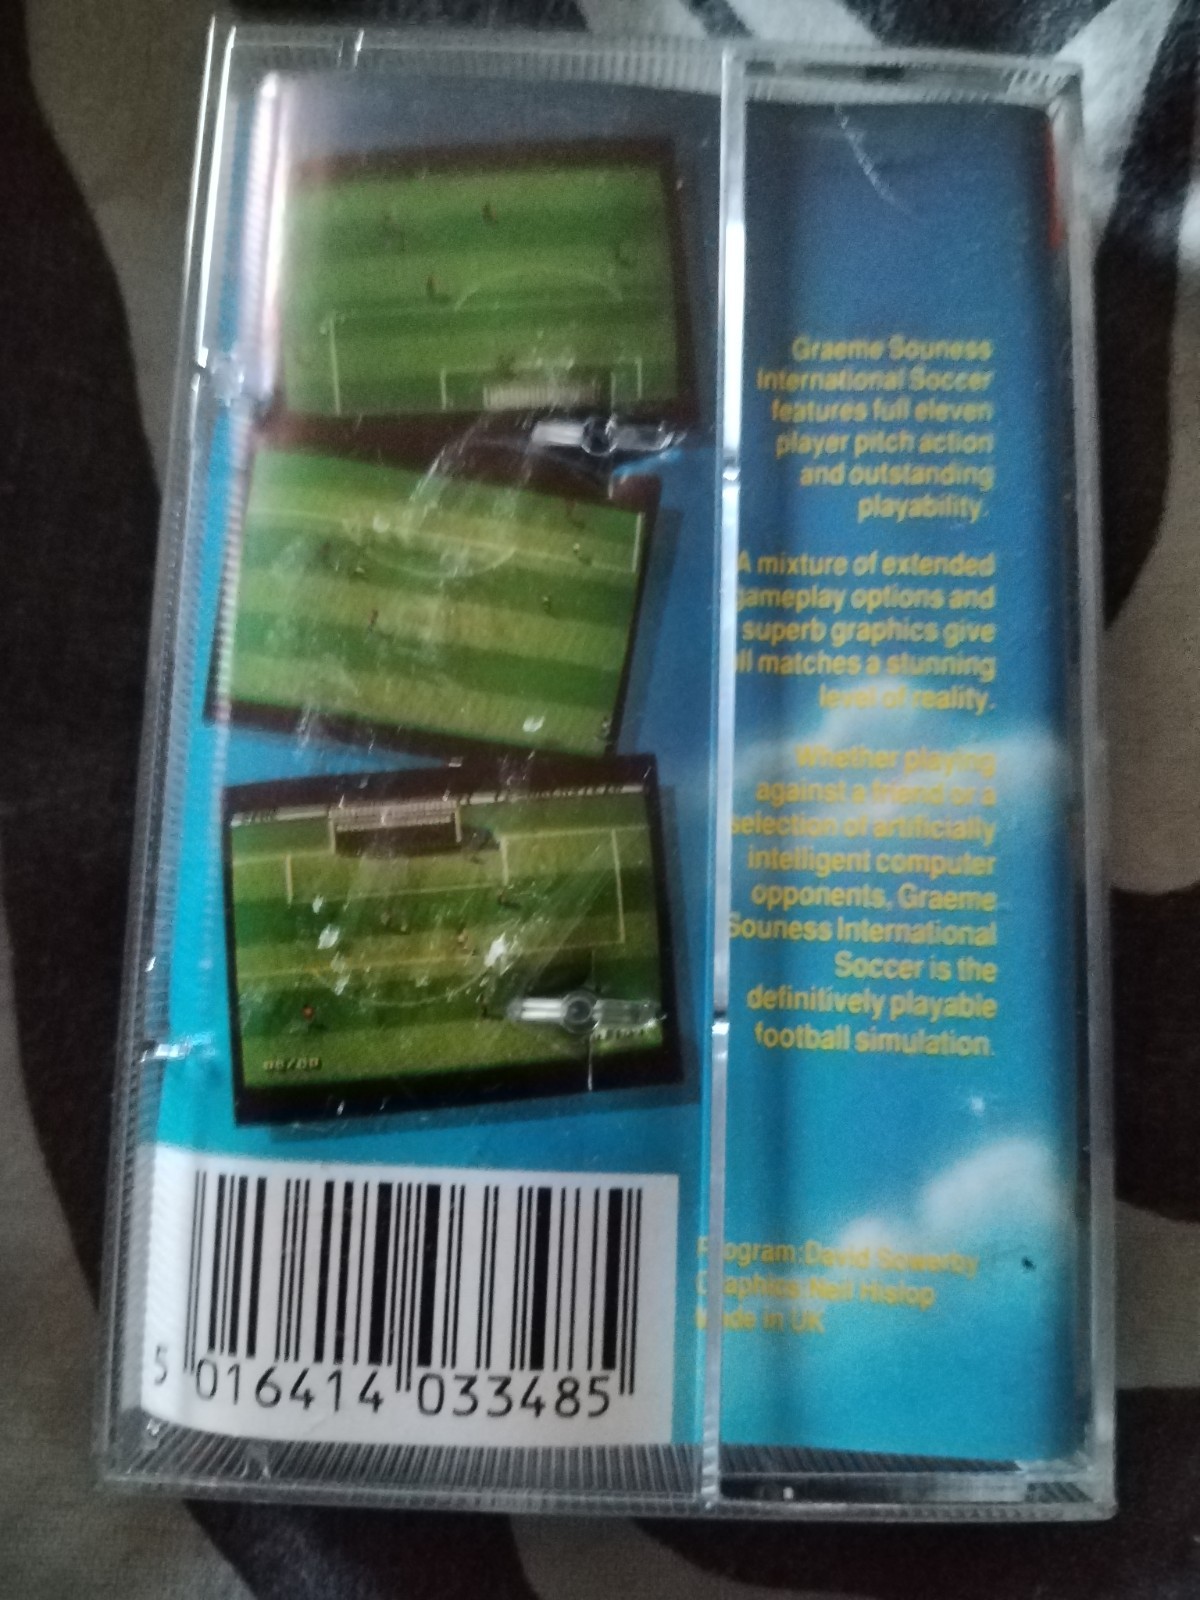 Graeme Souness
International Soccer
features full eleven
player pitch action
and outstanding
playability.
A mixture of extended
gameplay options and
superb graphics give
all matches a stunning
level of reality.
Whether playing
against a friend or a
selection of artificially
intelligent computer
opponents, Graeme
Souness International
Soccer is the
definitively playable
football simulation.
Program: David Sowerby
Graphics: Neil Hislop
Made in UK
5 016414 033485